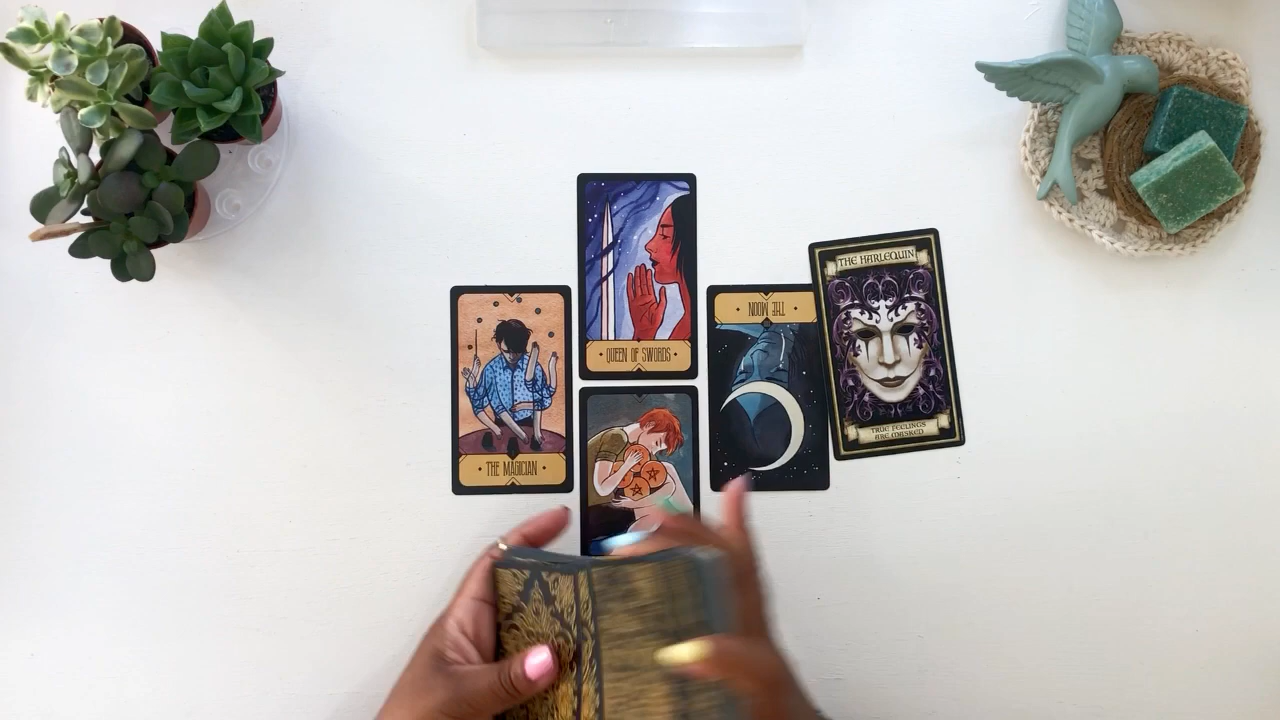 QUEEN OF SWORDS
THE MAGICIAN
THE MOON
THE HARLEQUIN
TRUE FEELINGS
ARE MASKED